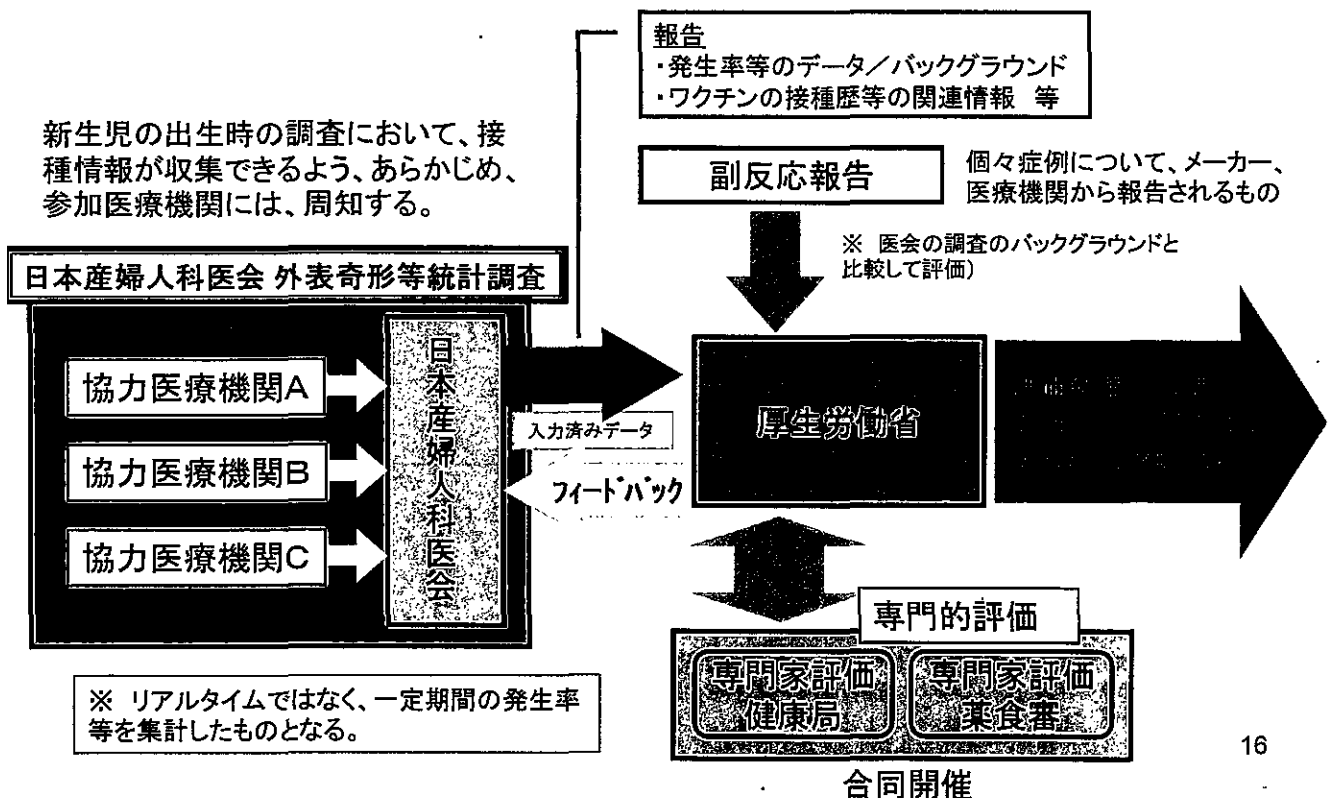 報告
・発生率等のデータ／バックグラウンド
・ワクチンの接種歴等の関連情報 等
新生児の出生時の調査において、接
種情報が収集できるよう、あらかじめ、
参加医療機関には、周知する。
副反応報告
個々症例について、メーカー、
医療機関から報告されるもの
※ 医会の調査のバックグラウンドと
比較して評価)
日本産婦人科医会 外表奇形等統計調査
協力医療機関A
協力医療機関B
協力医療機関C
日本産婦人科医会
入力済みデータ
フィードバック
厚生労働省
専門的評価
専門家評価
健康局
専門家評価
薬食審
合同開催
※ リアルタイムではなく、一定期間の発生率
等を集計したものとなる。
16